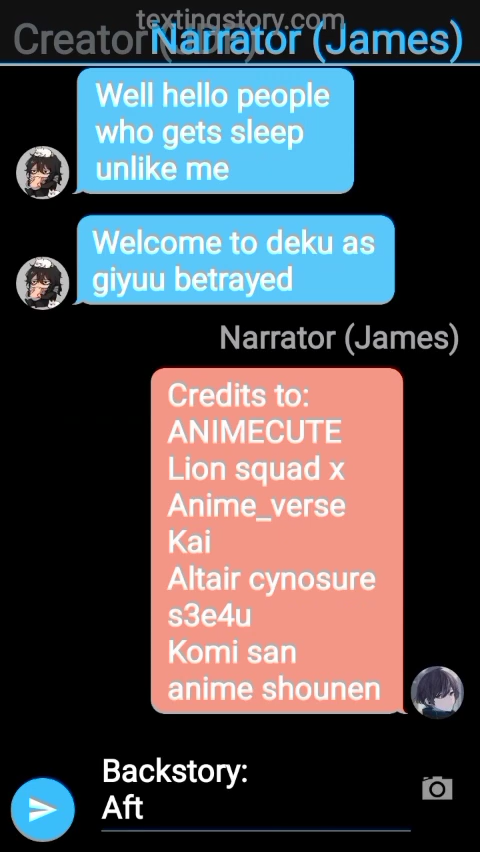 textingstory.com
Creator
Narrator (James)
Well hello people
who gets sleep
unlike me
Welcome to deku as
giyuu betrayed
Narrator (James)
Credits to:
ANIMECUTE
Lion squad x
Anime_verse
Kai
Altair cynosure
s3e4u
Komi san
anime shounen
Backstory:
Aft